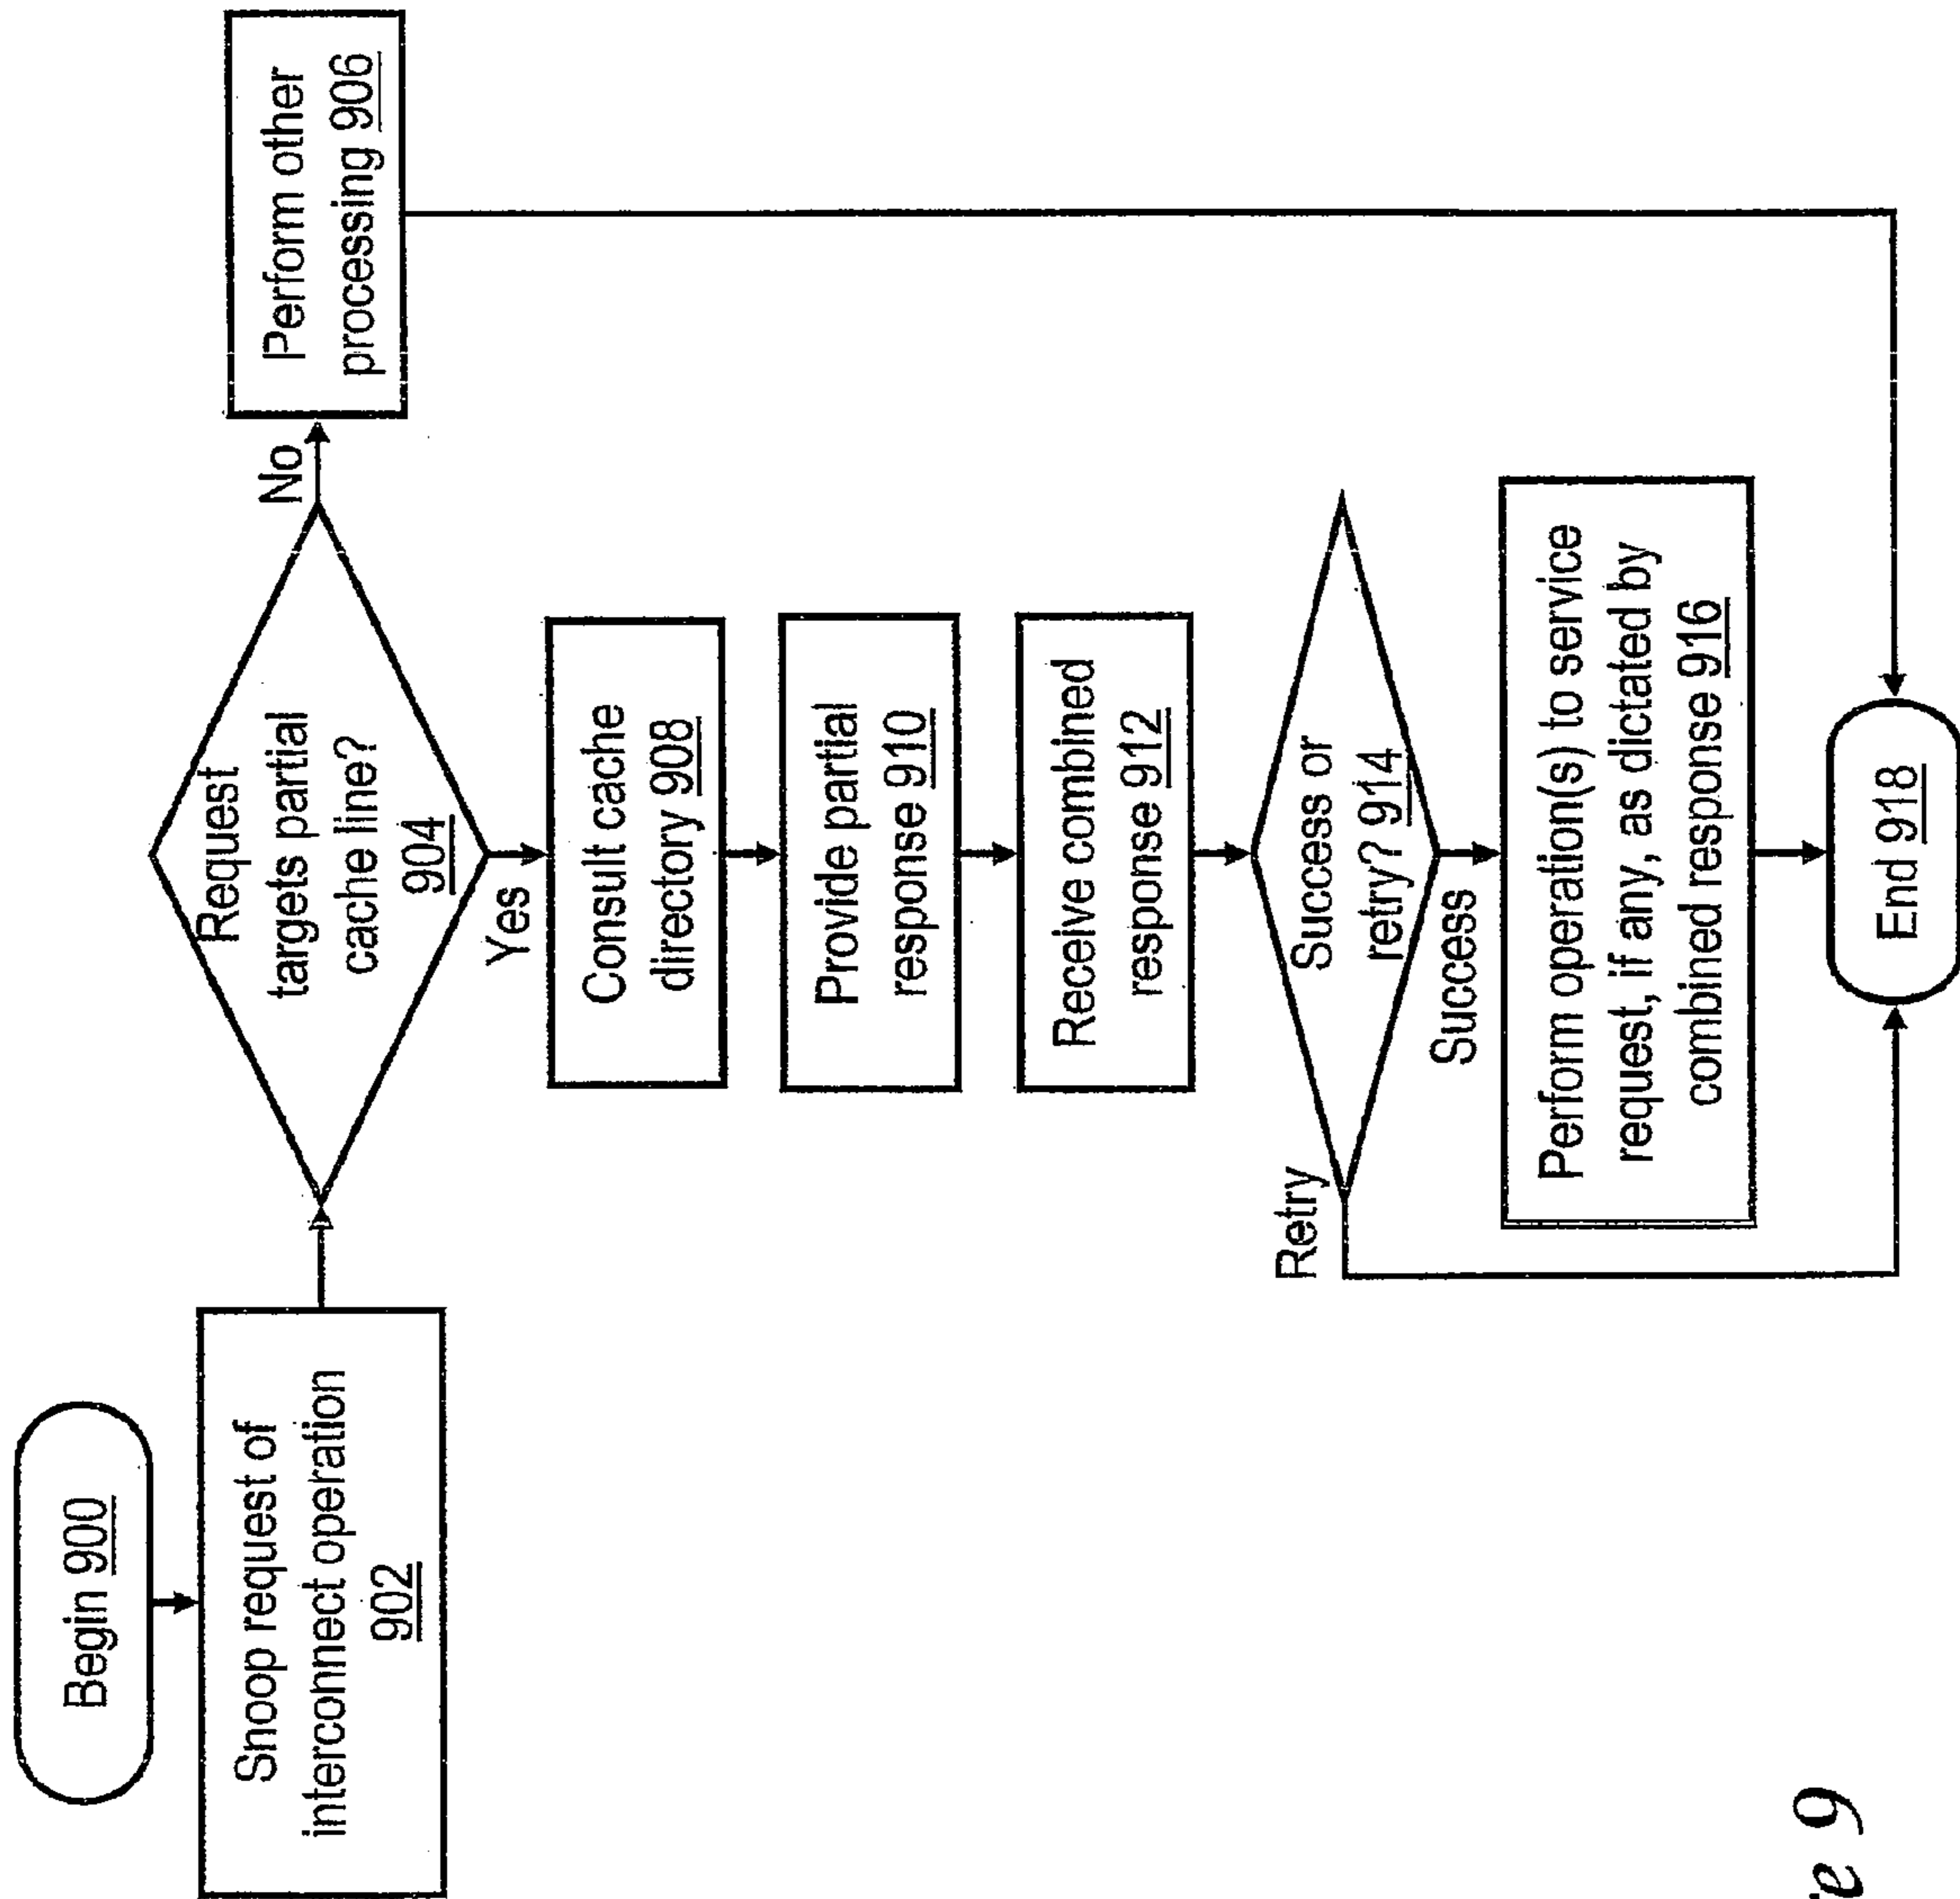 Begin 900
Snoop request of
interconnect operation
902
Request
targets partial
cache line?
904
No
Perform other
processing 906
Yes
Consult cache
directory 908
Provide partial
response 910
Receive combined
response 912
Success or
retry? 914
Retry
Success
Perform operation(s) to service
request, if any, as dictated by
combined response 916
End 918
9